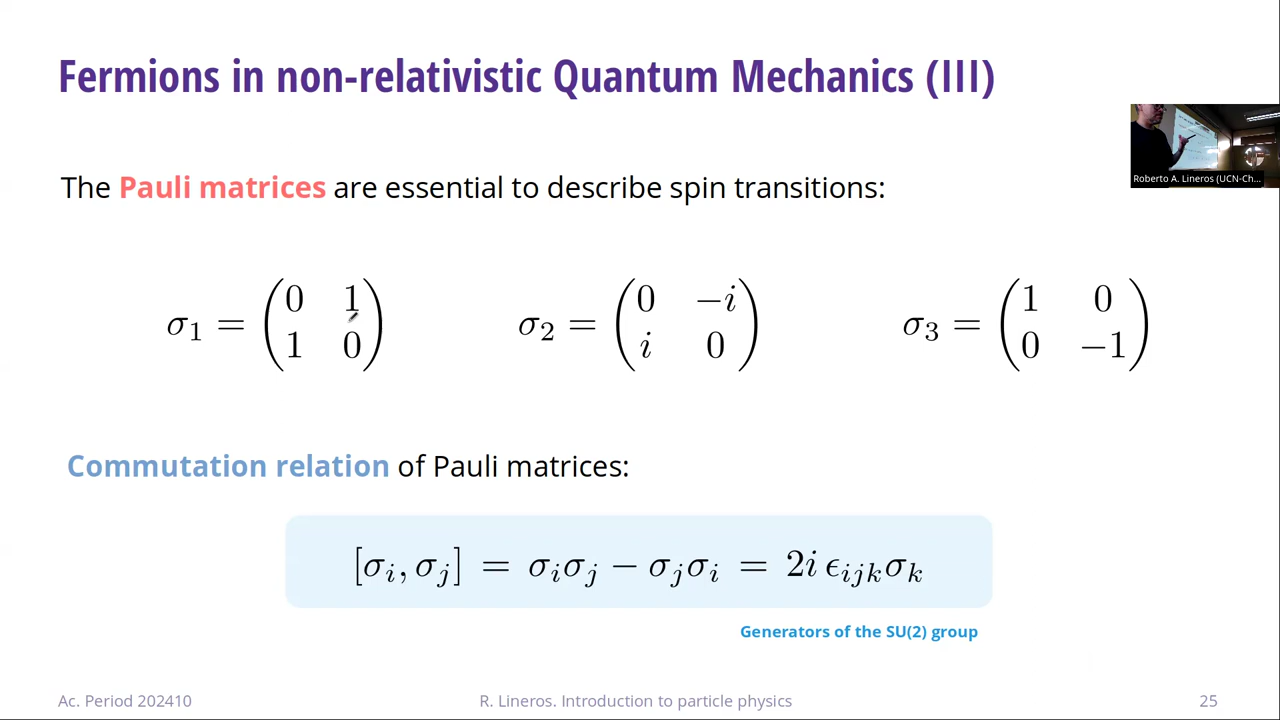 Fermions in non-relativistic Quantum Mechanics (III)
The Pauli matrices are essential to describe spin transitions:
Roberto A. Lineros (UCN-Ch...
σ₁ = (0 1
1 0)
σ₂ = (0 −i
i 0)
σ₃ = (1 0
0 −1)
Commutation relation of Pauli matrices:
[σᵢ, σⱼ] = σᵢσⱼ − σⱼσᵢ = 2i ϵᵢⱼₖσₖ
Generators of the SU(2) group
Ac. Period 202410
R. Lineros. Introduction to particle physics
25